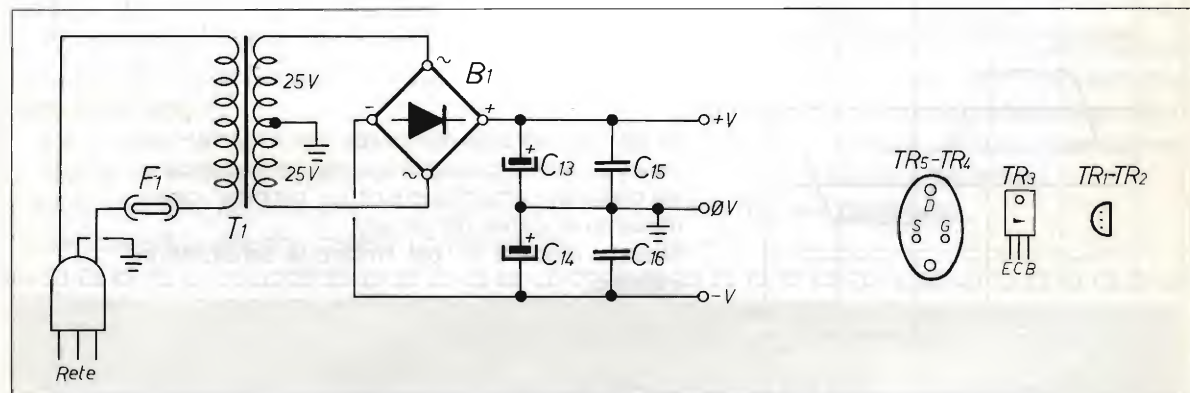 25V
25V
F1
T1
Rete
~
B1
-
+
~
+
C13
C15
+
C14
C16
+V
ØV
-V
TR5-TR4
D
S G
TR3
ECB
TR1-TR2